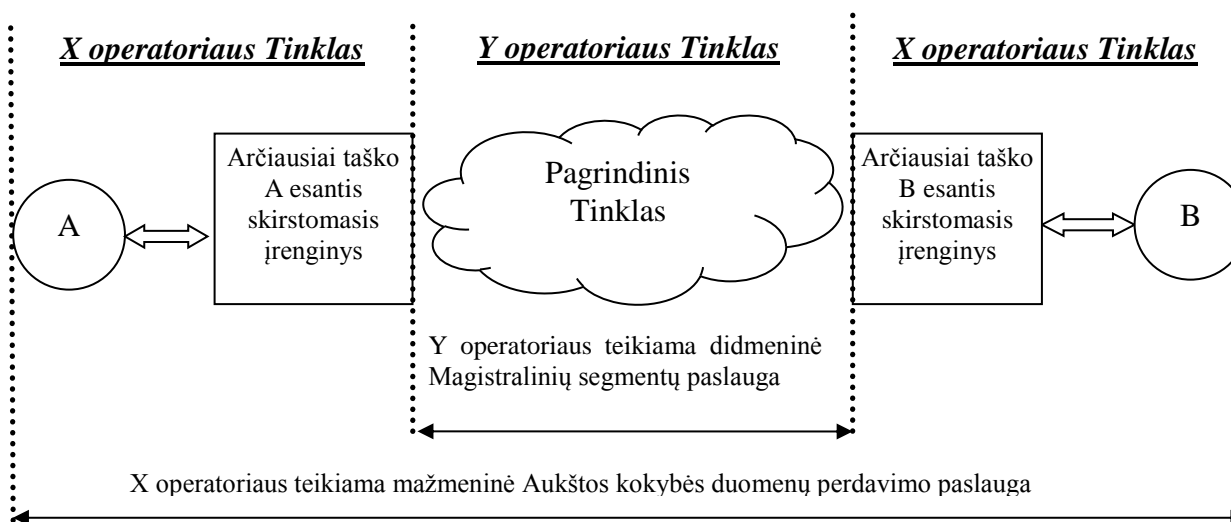 X operatoriaus Tinklas
Y operatoriaus Tinklas
X operatoriaus Tinklas
A
Arčiausiai taško
A esantis
skirstomasis
įrenginys
Pagrindinis
Tinklas
Arčiausiai taško
B esantis
skirstomasis
įrenginys
B
Y operatoriaus teikiama didmeninė
Magistralinių segmentų paslauga
X operatoriaus teikiama mažmeninė Aukštos kokybės duomenų perdavimo paslauga